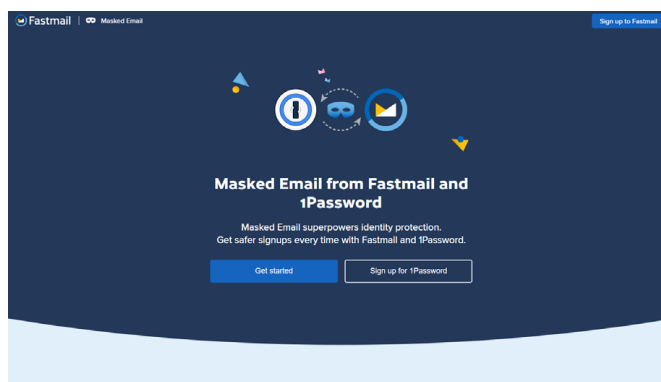 Fastmail | Masked Email
Sign up to Fastmail
Masked Email from Fastmail and
1Password
Masked Email superpowers identity protection.
Get safer signups every time with Fastmail and 1Password.
Get started
Sign up for 1Password